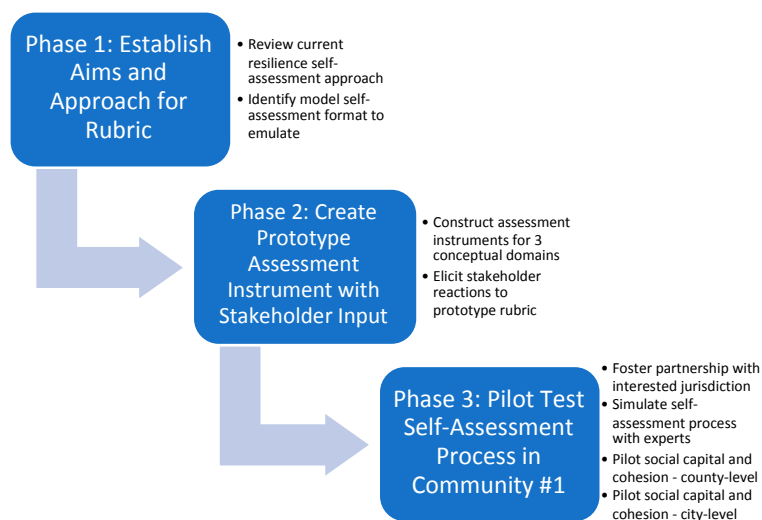 Phase 1: Establish
Aims and
Approach for
Rubric
• Review current
resilience self-
assessment approach
• Identify model self-
assessment format to
emulate
Phase 2: Create
Prototype
Assessment
Instrument with
Stakeholder Input
• Construct assessment
instruments for 3
conceptual domains
• Elicit stakeholder
reactions to
prototype rubric
Phase 3: Pilot Test
Self-Assessment
Process in
Community #1
• Foster partnership with
interested jurisdiction
• Simulate self-
assessment process
with experts
• Pilot social capital and
cohesion - county-level
• Pilot social capital and
cohesion - city-level